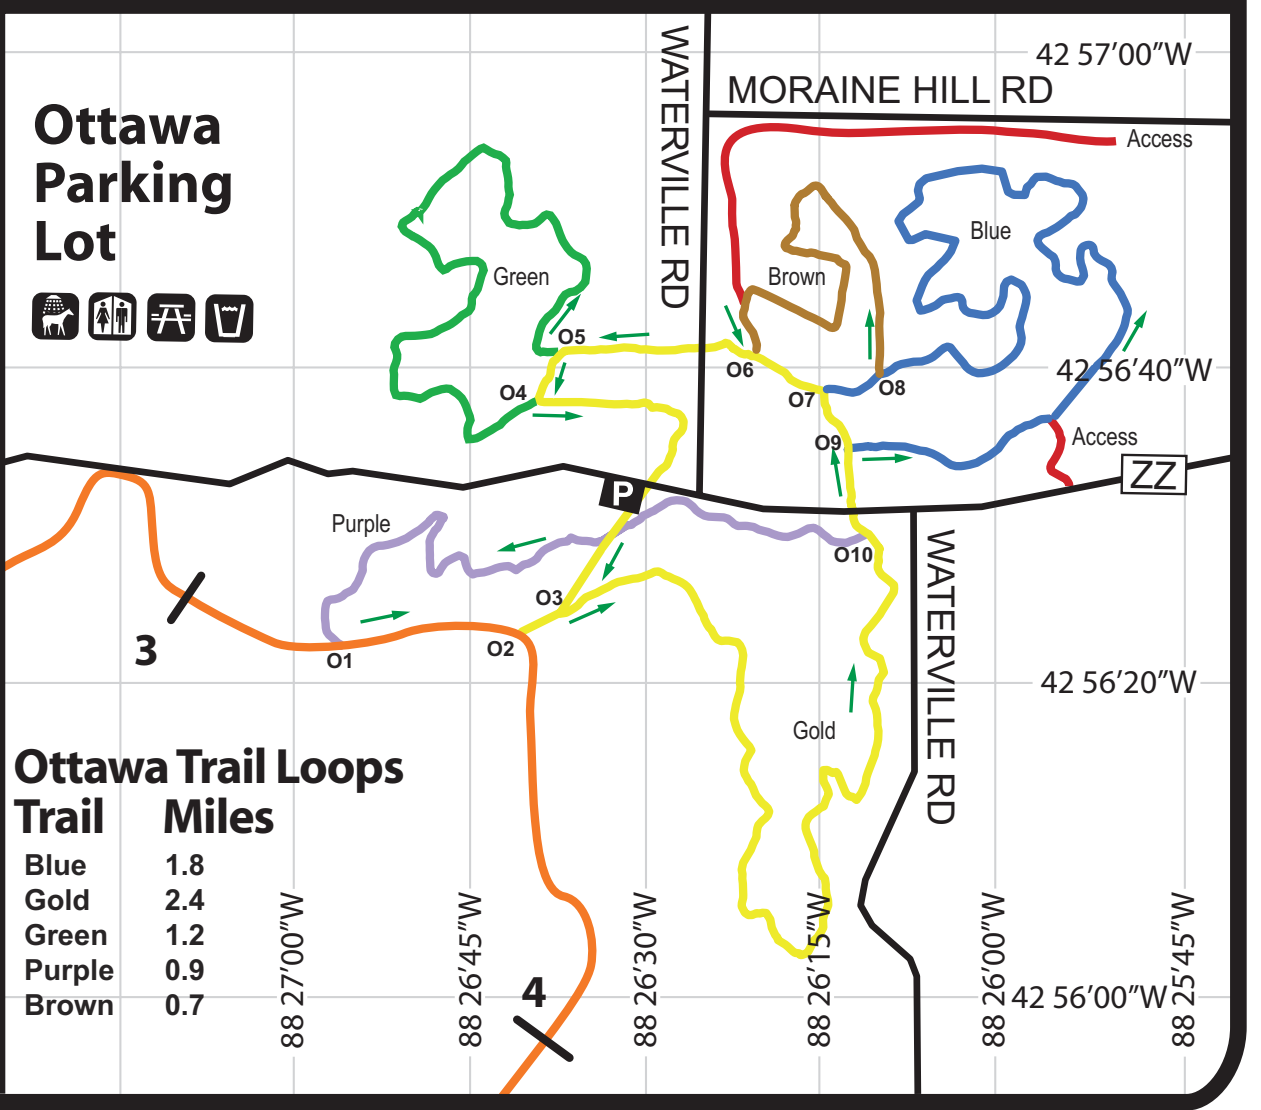 Ottawa
Parking
Lot
WATERVILLE RD
42 57’00”W
MORAINE HILL RD
Access
Blue
Green
Brown
O5
O6
42 56’40”W
O4
O7
O8
O9
Access
ZZ
P
Purple
O10
WATERVILLE RD
O3
3
O1
O2
42 56’20”W
Gold
Ottawa Trail Loops
Trail Miles
Blue 1.8
Gold 2.4
Green 1.2
Purple 0.9
Brown 0.7
4
88 27’00”W
88 26’45”W
88 26’30”W
88 26’15”W
88 26’00”W
42 56’00”W
88 25’45”W